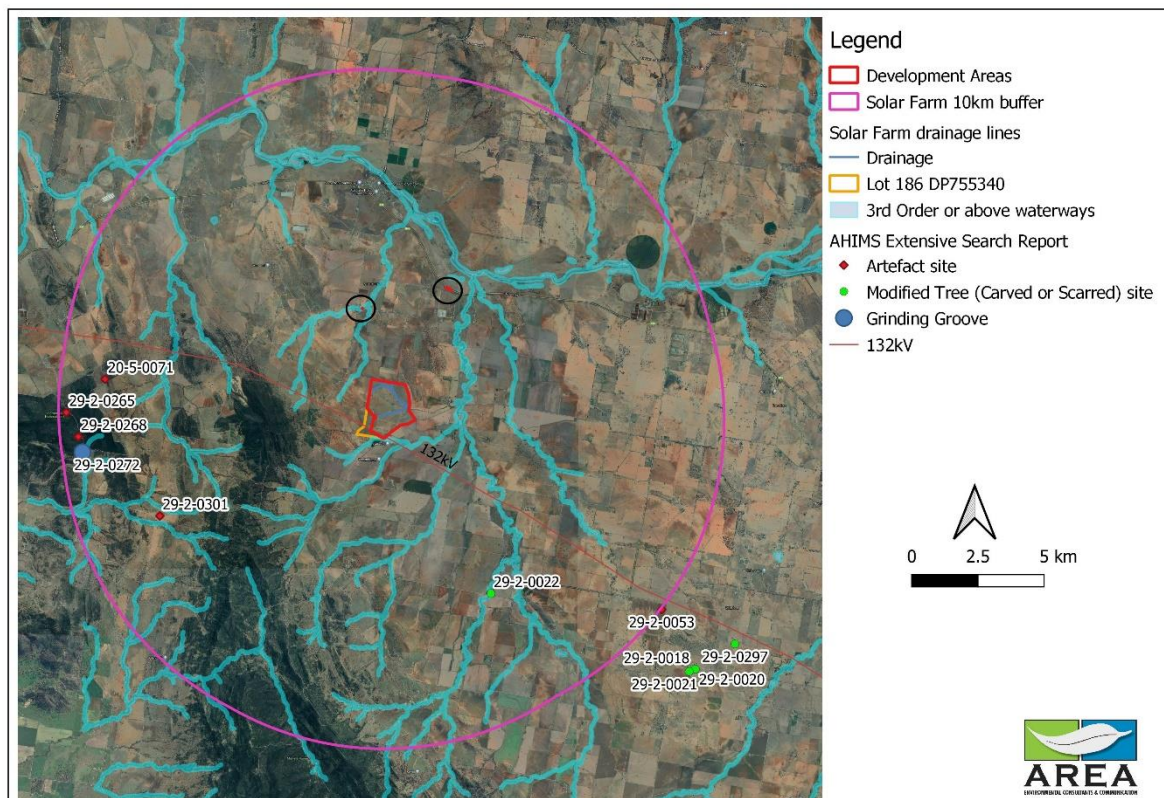 Legend
Development Areas
Solar Farm 10km buffer
Solar Farm drainage lines
Drainage
Lot 186 DP755340
3rd Order or above waterways
AHIMS Extensive Search Report
Artefact site
Modified Tree (Carved or Scarred) site
Grinding Groove
132kV
20-5-0071
29-2-0265
29-2-0268
29-2-0272
132kV
29-2-0301
29-2-0022
29-2-0053
29-2-0018
29-2-0297
29-2-0021
29-2-0020
0 2.5 5 km
AREA
ENVIRONMENTAL CONSULTANTS & COMMUNICATION